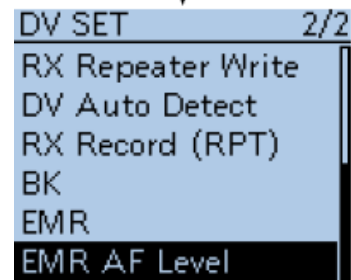 DV SET 2/2
RX Repeater Write
DV Auto Detect
RX Record (RPT)
BK
EMR
EMR AF Level